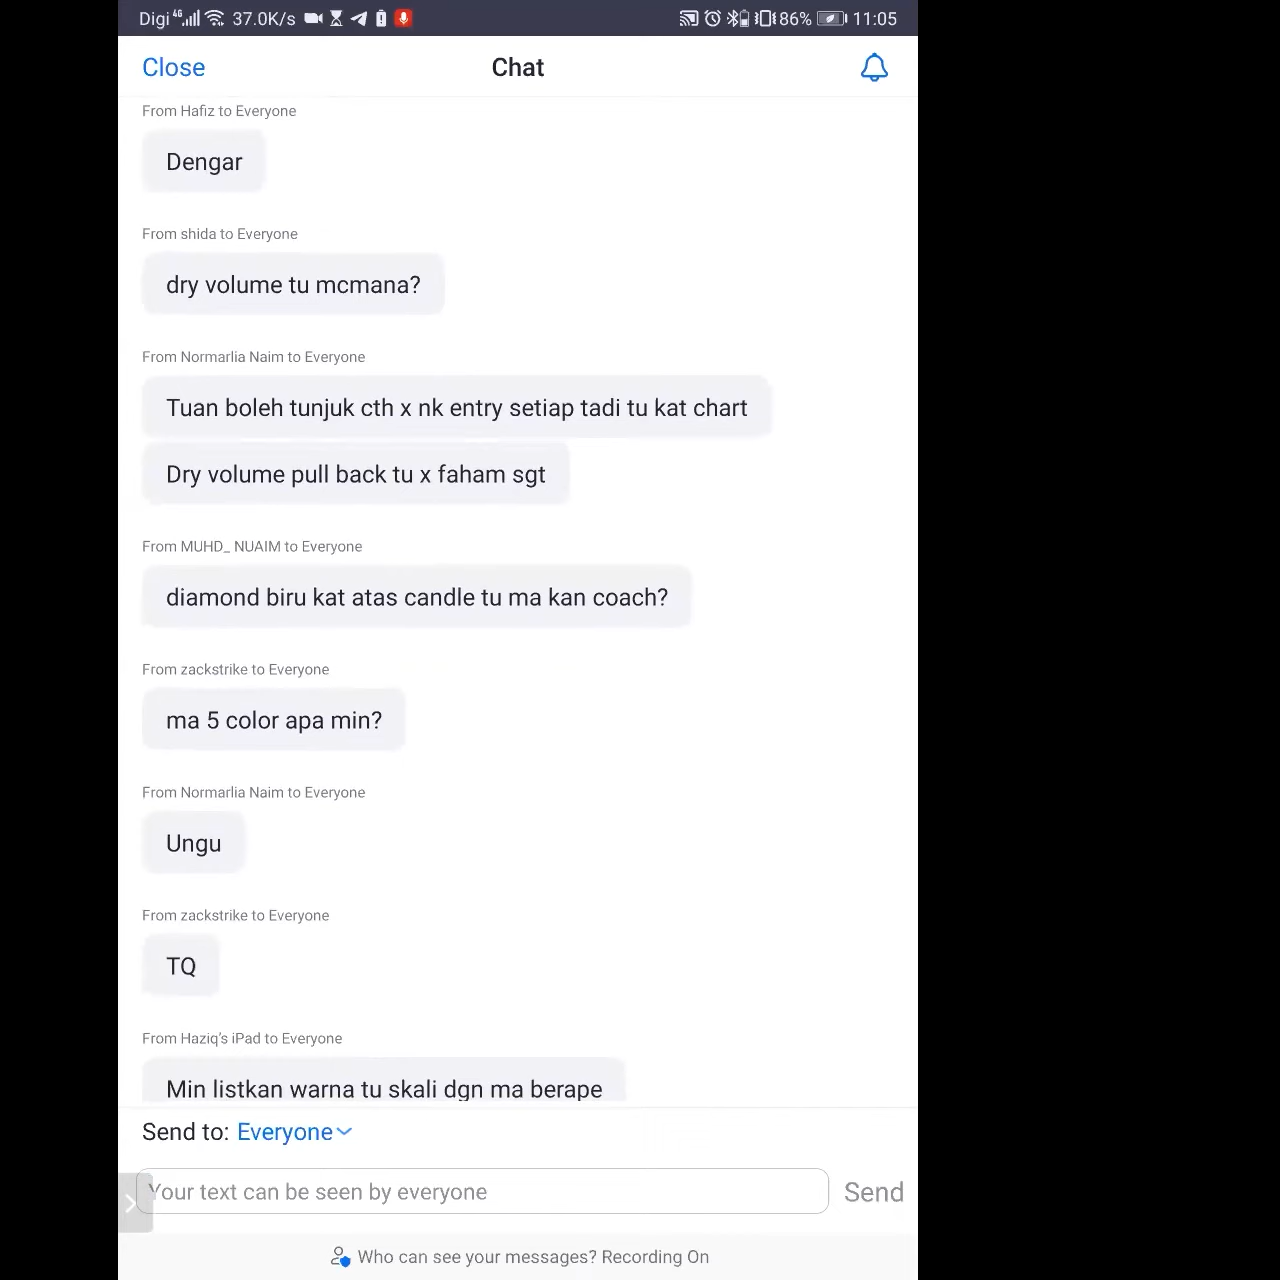 Digi 4G 37.0K/s 86% 11:05
Close Chat
From Hafiz to Everyone
Dengar
From shida to Everyone
dry volume tu mcmana?
From Normarlia Naim to Everyone
Tuan boleh tunjuk cth x nk entry setiap tadi tu kat chart
Dry volume pull back tu x faham sgt
From MUHD_ NUAIM to Everyone
diamond biru kat atas candle tu ma kan coach?
From zackstrike to Everyone
ma 5 color apa min?
From Normarlia Naim to Everyone
Ungu
From zackstrike to Everyone
TQ
From Haziq's iPad to Everyone
Min listkan warna tu skali dgn ma berape
Send to: Everyone
Your text can be seen by everyone Send
Who can see your messages? Recording On